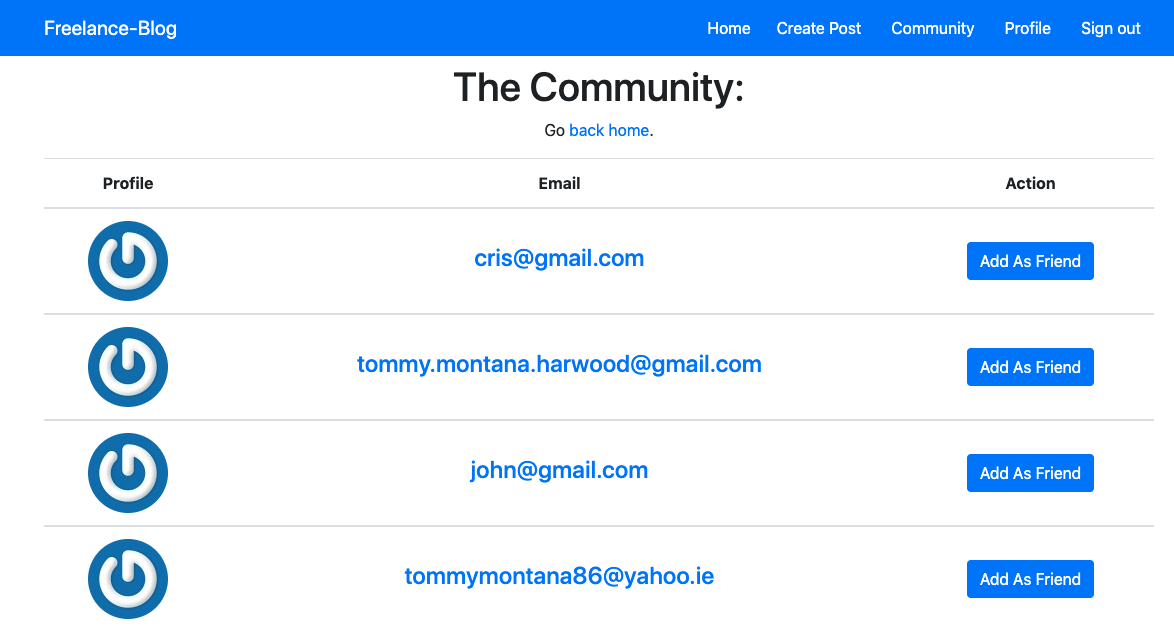 Freelance-Blog Home Create Post Community Profile Sign out
The Community:
Go back home.
Profile Email Action
cris@gmail.com Add As Friend
tommy.montana.harwood@gmail.com Add As Friend
john@gmail.com Add As Friend
tommymontana86@yahoo.ie Add As Friend